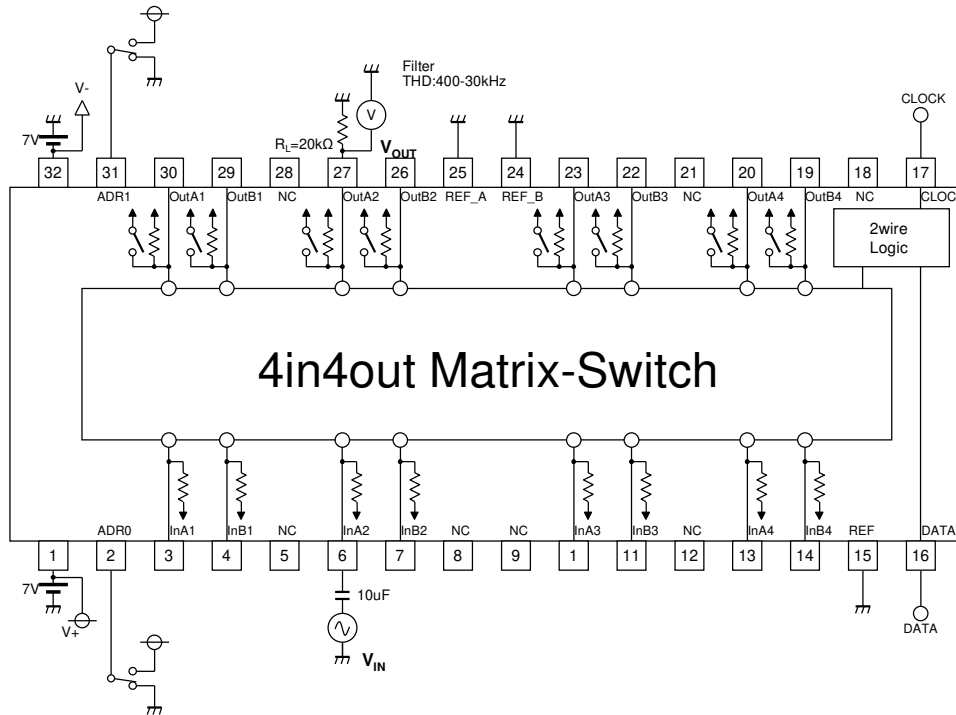 Filter
THD:400-30kHz
V-
7V
RL=20kΩ
V
VOUT
CLOCK
32
31
30
29
28
27
26
25
24
23
22
21
20
19
18
17
ADR1
OutA1
OutB1
NC
OutA2
OutB2
REF_A
REF_B
OutA3
OutB3
NC
OutA4
OutB4
NC
CLOC
2wire
Logic
4in4out Matrix-Switch
ADR0
InA1
InB1
NC
InA2
InB2
NC
NC
InA3
InB3
NC
InA4
InB4
REF
DATA
1
2
3
4
5
6
7
8
9
1
11
12
13
14
15
16
7V
V+
10uF
VIN
DATA